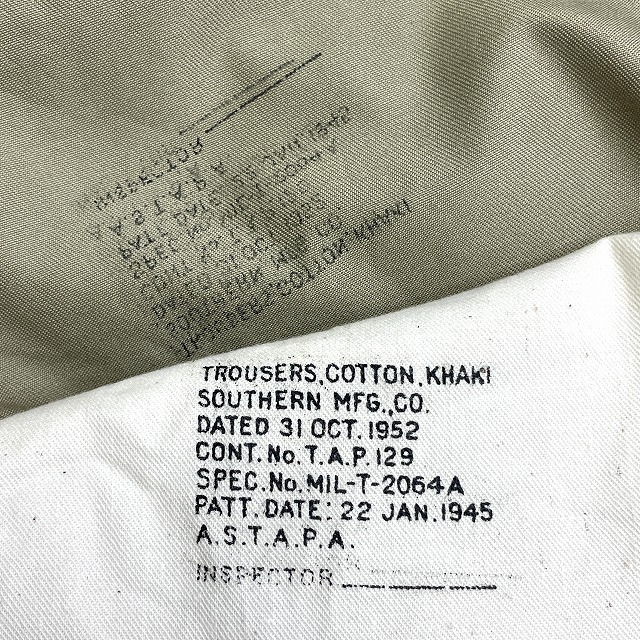 TROUSERS, COTTON, KHAKI
SOUTHERN MFG., CO.
DATED 31 OCT. 1952
CONT. No. T.A.P. 129
SPEC. No. MIL-T-2064A
PATT. DATE: 22 JAN. 1945
A.S.T.A.P.A.
INSPECTOR